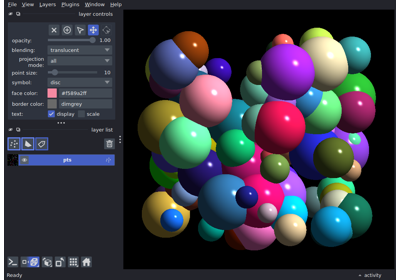 File View Layers Plugins Window Help
layer controls
opacity: 1.00
blending: translucent
projection mode: all
point size: 10
symbol: disc
face color: #f589a2ff
border color: dimgrey
text: display scale
layer list
pts
Ready
activity